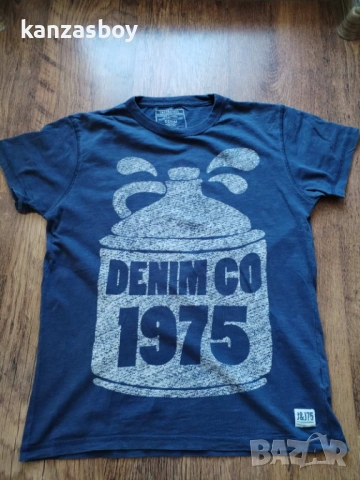 kanzasboy
DENIM CO
1975
BAZAR